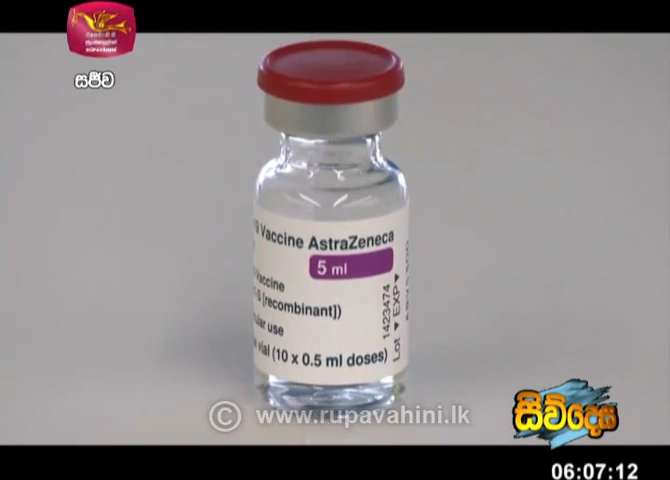 සජීව
19 Vaccine AstraZeneca
5 ml
Vaccine
-S [recombinant])
ular use
vial (10 x 0.5 ml doses)
1423474
Lot ▾ EXP▾
© www.rupavahini.lk
සිව්දෙස
06:07:12